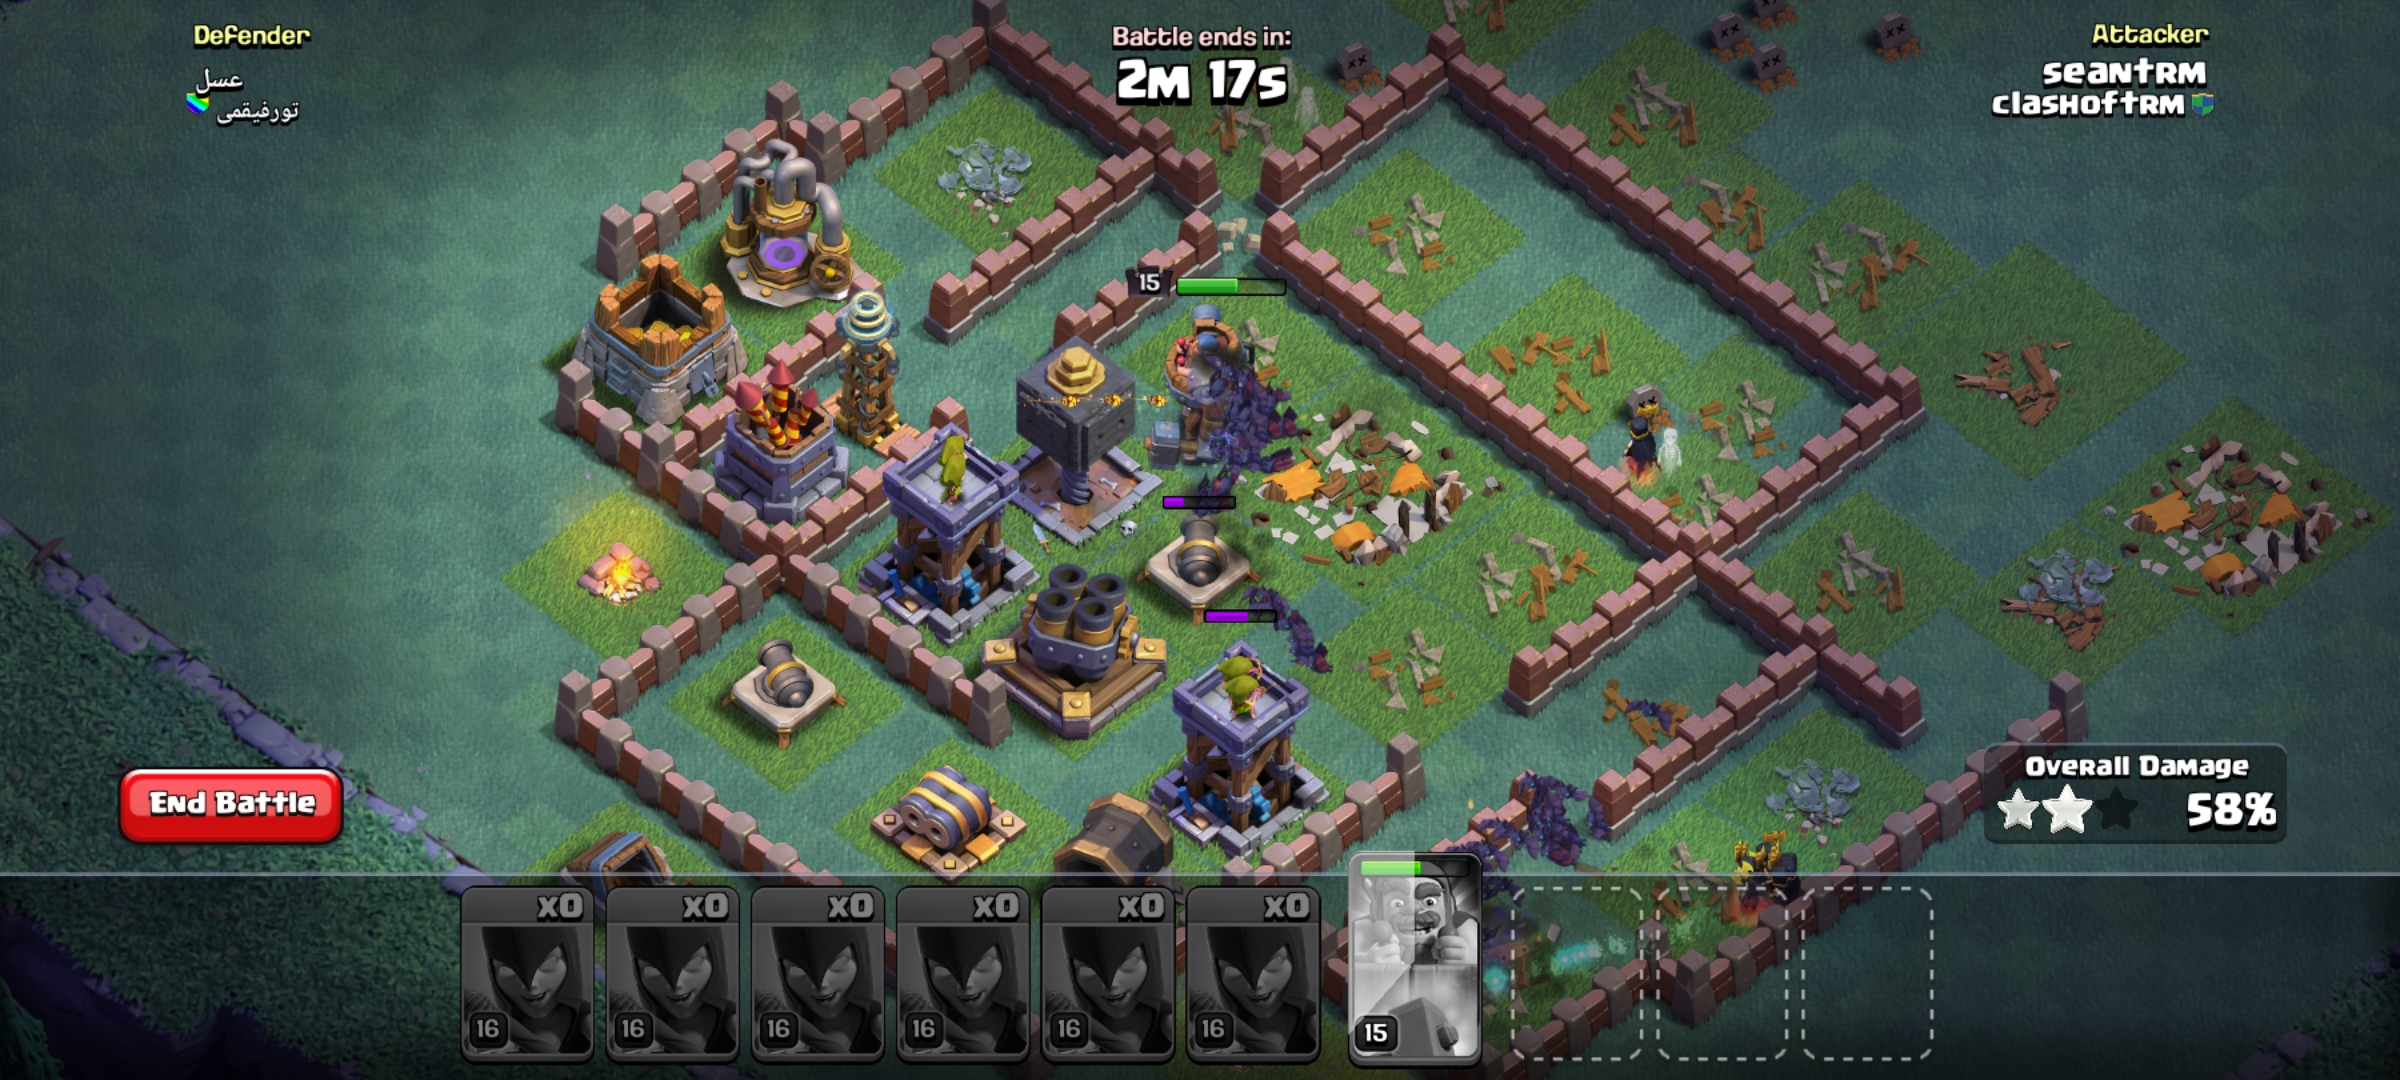 Defender
عسل
تورفيقمى
Battle ends in:
2M 17S
Attacker
seantRM
clashoftRM
15
End Battle
Overall Damage
58%
x0
x0
x0
x0
x0
x0
16
16
16
16
16
16
15